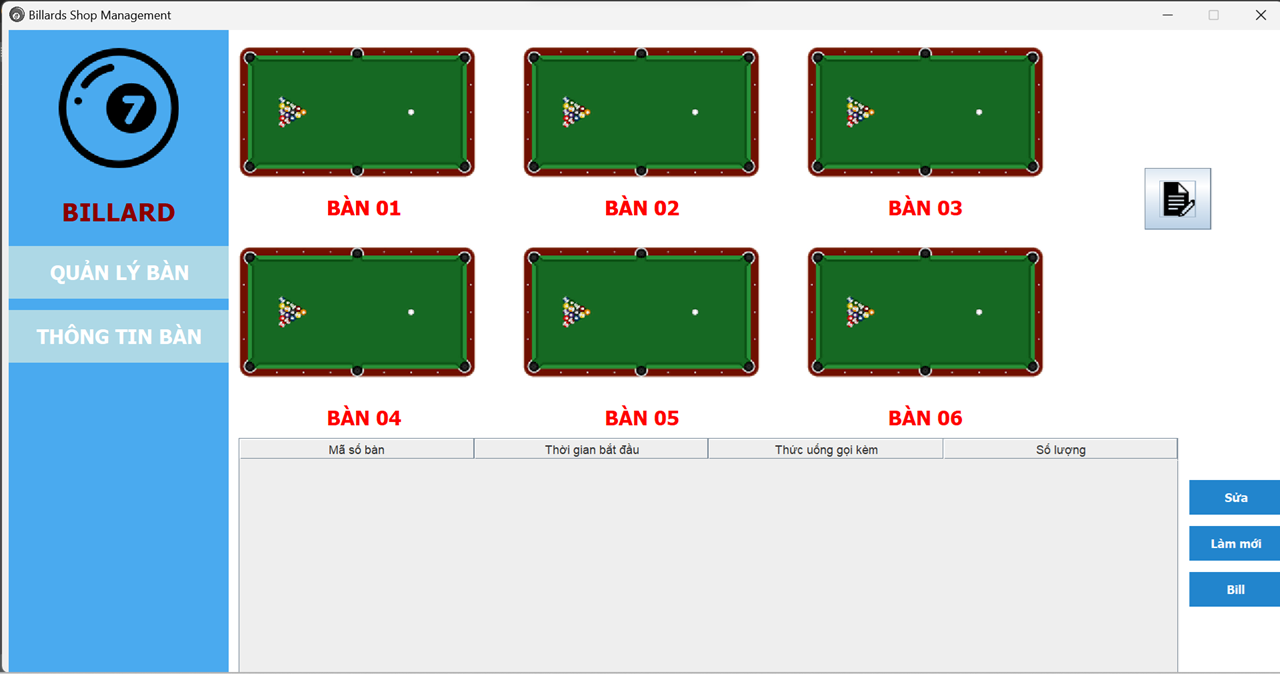 Billards Shop Management
7
BILLARD
QUẢN LÝ BÀN
THÔNG TIN BÀN
BÀN 01
BÀN 02
BÀN 03
BÀN 04
BÀN 05
BÀN 06
Mã số bàn
Thời gian bắt đầu
Thức uống gọi kèm
Số lượng
Sửa
Làm mới
Bill